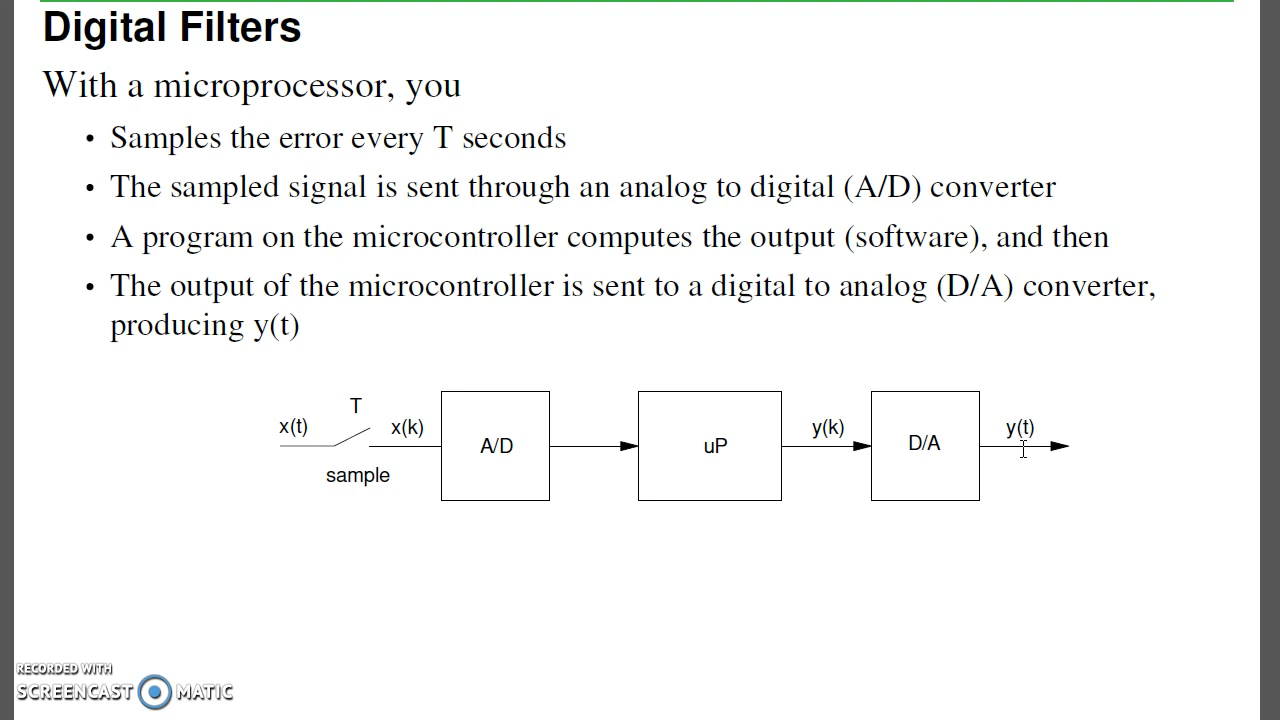 Digital Filters
With a microprocessor, you
• Samples the error every T seconds
• The sampled signal is sent through an analog to digital (A/D) converter
• A program on the microcontroller computes the output (software), and then
• The output of the microcontroller is sent to a digital to analog (D/A) converter,
producing y(t)
T
x(t) x(k) y(k) y(t)
A/D uP D/A
sample
RECORDED WITH
SCREENCAST MATIC